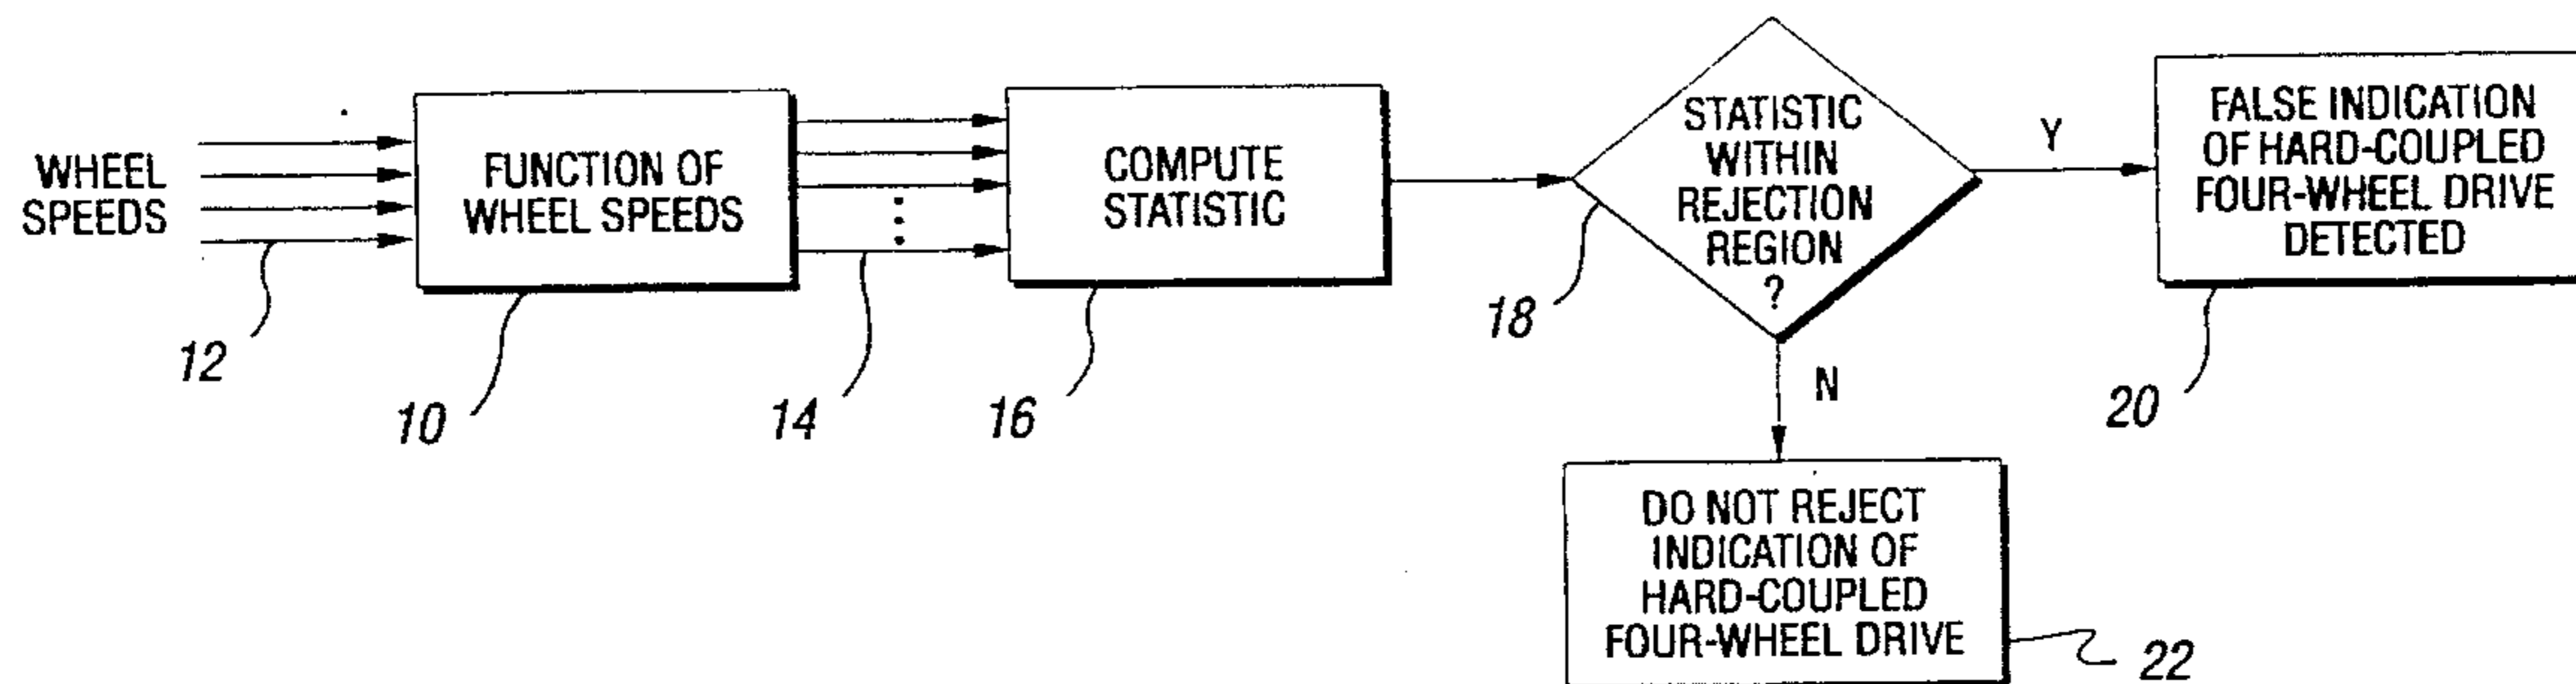 WHEEL
SPEEDS
12
FUNCTION OF
WHEEL SPEEDS
10
14
COMPUTE
STATISTIC
16
STATISTIC
WITHIN
REJECTION
REGION
?
18
Y
N
FALSE INDICATION
OF HARD-COUPLED
FOUR-WHEEL DRIVE
DETECTED
20
DO NOT REJECT
INDICATION OF
HARD-COUPLED
FOUR-WHEEL DRIVE
22